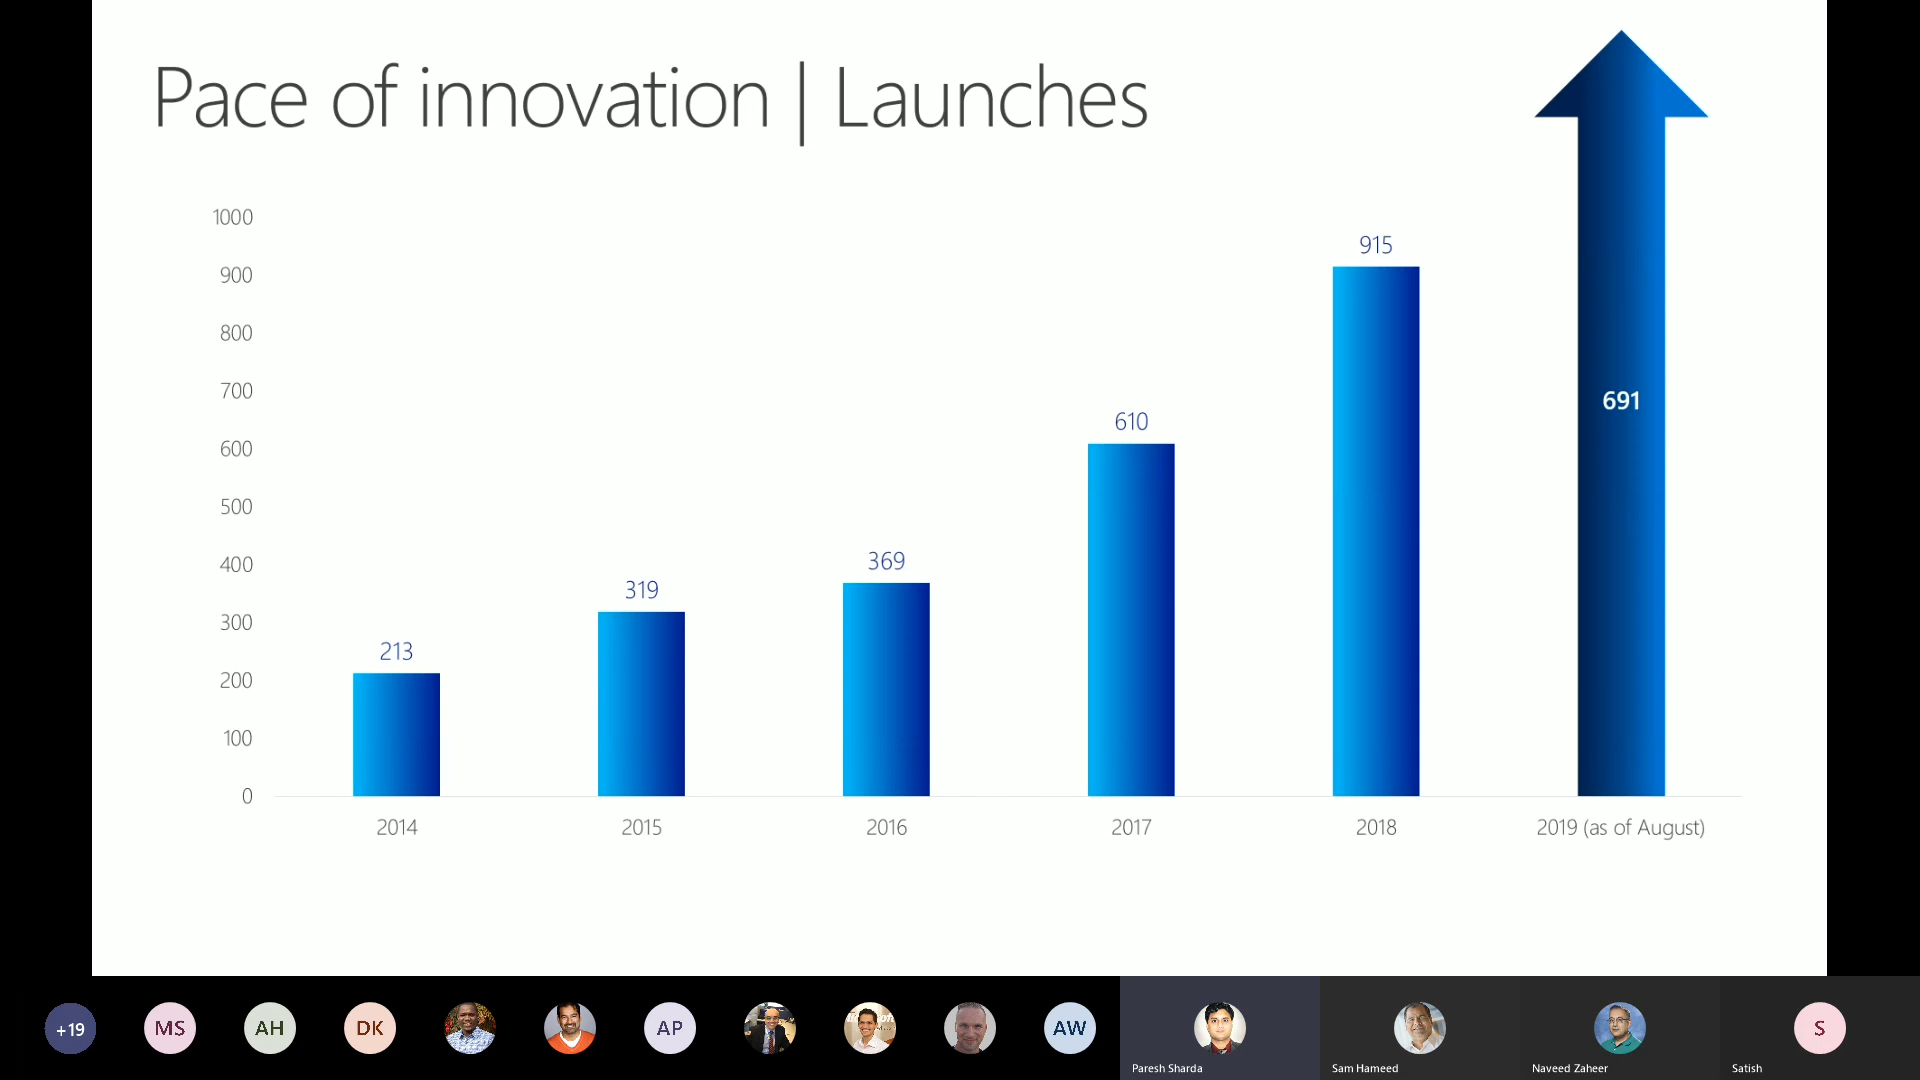 Pace of innovation | Launches
1000
900
800
700
600
500
400
300
200
100
0
213
319
369
610
915
691
2014
2015
2016
2017
2018
2019 (as of August)
+19
MS
AH
DK
AP
AW
S
Paresh Sharda
Sam Hameed
Naveed Zaheer
Satish